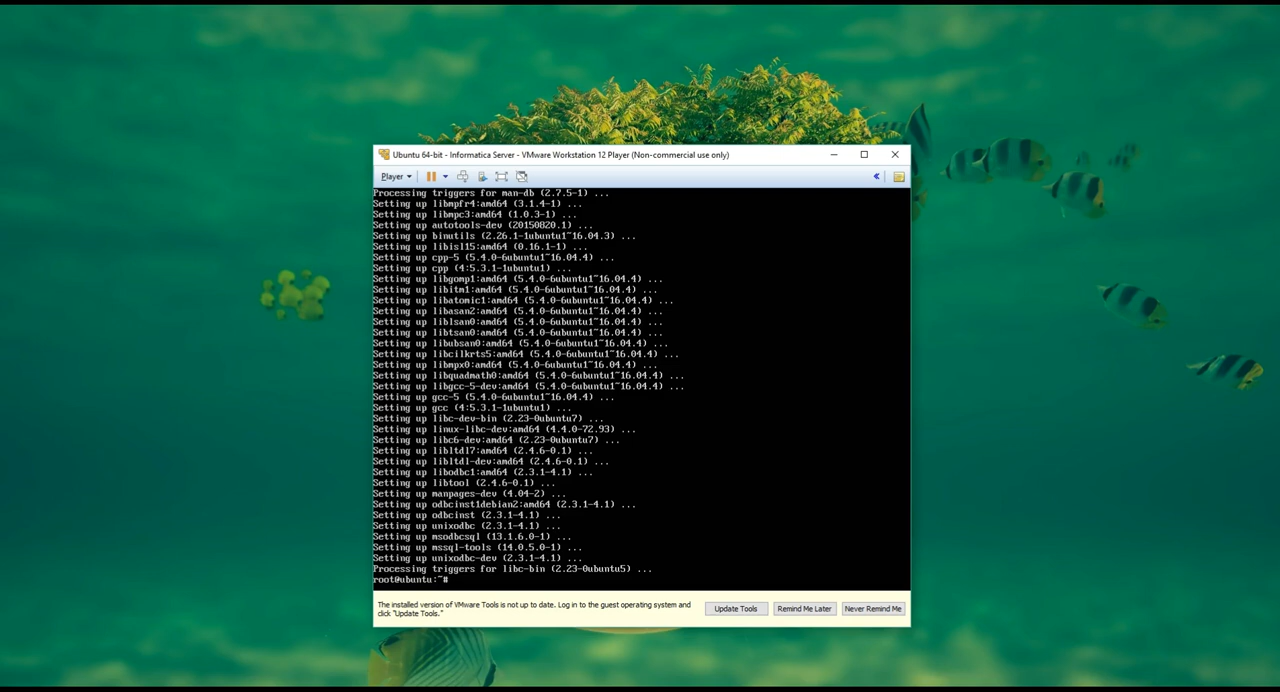 Ubuntu 64-bit - Informatica Server - VMware Workstation 12 Player (Non-commercial use only)
Player
Processing triggers for man-db (2.7.5-1) ...
Setting up libmpfr4:amd64 (3.1.4-1) ...
Setting up libmpc3:amd64 (1.0.3-1) ...
Setting up autotools-dev (20150820.1) ...
Setting up binutils (2.26.1-1ubuntu1~16.04.3) ...
Setting up libisl15:amd64 (0.16.1-1) ...
Setting up cpp-5 (5.4.0-6ubuntu1~16.04.4) ...
Setting up cpp (4:5.3.1-1ubuntu1) ...
Setting up libgomp1:amd64 (5.4.0-6ubuntu1~16.04.4) ...
Setting up libitm1:amd64 (5.4.0-6ubuntu1~16.04.4) ...
Setting up libatomic1:amd64 (5.4.0-6ubuntu1~16.04.4) ...
Setting up libasan2:amd64 (5.4.0-6ubuntu1~16.04.4) ...
Setting up liblsan0:amd64 (5.4.0-6ubuntu1~16.04.4) ...
Setting up libtsan0:amd64 (5.4.0-6ubuntu1~16.04.4) ...
Setting up libubsan0:amd64 (5.4.0-6ubuntu1~16.04.4) ...
Setting up libcilkrts5:amd64 (5.4.0-6ubuntu1~16.04.4) ...
Setting up libmpx0:amd64 (5.4.0-6ubuntu1~16.04.4) ...
Setting up libquadmath0:amd64 (5.4.0-6ubuntu1~16.04.4) ...
Setting up libgcc-5-dev:amd64 (5.4.0-6ubuntu1~16.04.4) ...
Setting up gcc-5 (5.4.0-6ubuntu1~16.04.4) ...
Setting up gcc (4:5.3.1-1ubuntu1) ...
Setting up libc-dev-bin (2.23-0ubuntu7) ...
Setting up linux-libc-dev:amd64 (4.4.0-72.93) ...
Setting up libc6-dev:amd64 (2.23-0ubuntu7) ...
Setting up libltdl7:amd64 (2.4.6-0.1) ...
Setting up libltdl-dev:amd64 (2.4.6-0.1) ...
Setting up libodbc1:amd64 (2.3.1-4.1) ...
Setting up libtool (2.4.6-0.1) ...
Setting up manpages-dev (4.04-2) ...
Setting up odbcinst1debian2:amd64 (2.3.1-4.1) ...
Setting up odbcinst (2.3.1-4.1) ...
Setting up unixodbc (2.3.1-4.1) ...
Setting up msodbcsql (13.1.6.0-1) ...
Setting up mssql-tools (14.0.5.0-1) ...
Setting up unixodbc-dev (2.3.1-4.1) ...
Processing triggers for libc-bin (2.23-0ubuntu5) ...
root@ubuntu:~#
The installed version of VMware Tools is not up to date. Log in to the guest operating system and
click "Update Tools."
Update Tools
Remind Me Later
Never Remind Me